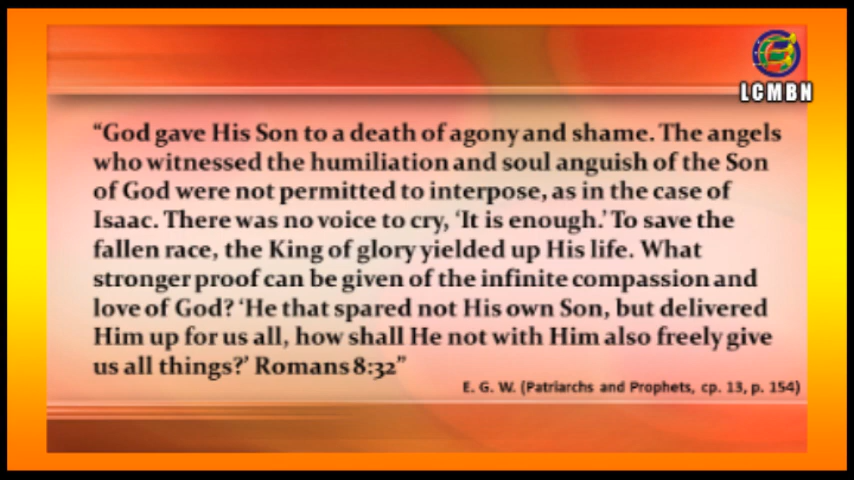 LCMBN
“God gave His Son to a death of agony and shame. The angels
who witnessed the humiliation and soul anguish of the Son
of God were not permitted to interpose, as in the case of
Isaac. There was no voice to cry, ‘It is enough.’ To save the
fallen race, the King of glory yielded up His life. What
stronger proof can be given of the infinite compassion and
love of God? ‘He that spared not His own Son, but delivered
Him up for us all, how shall He not with Him also freely give
us all things?’ Romans 8:32”
E. G. W. (Patriarchs and Prophets, cp. 13, p. 154)